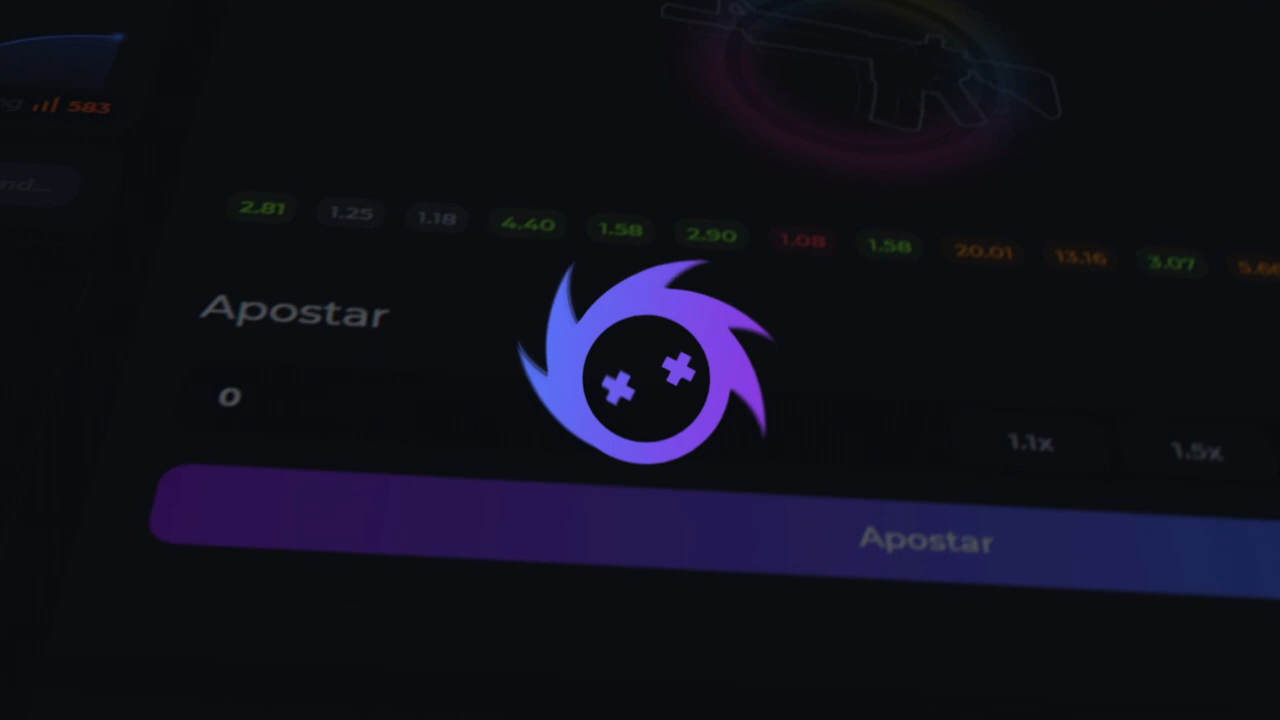 583
2.81 1.25 1.18 4.40 1.58 2.90 1.08 1.58 20.01 13.16 3.07
Apostar
0
1.1x 1.5x
Apostar